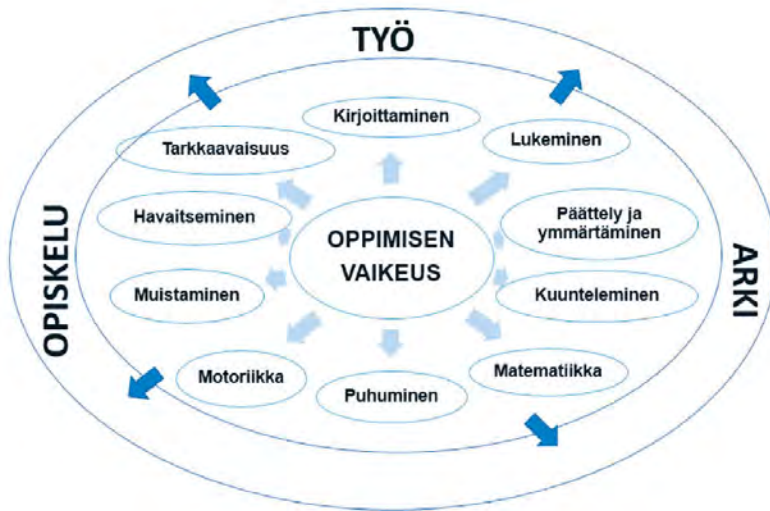 TYÖ
Kirjoittaminen
Lukeminen
Tarkkaavaisuus
Havaitseminen
Päättely ja
ymmärtäminen
OPPIMISEN
VAIKEUS
OPISKELU
ARKI
Muistaminen
Kuunteleminen
Motoriikka
Puhuminen
Matematiikka